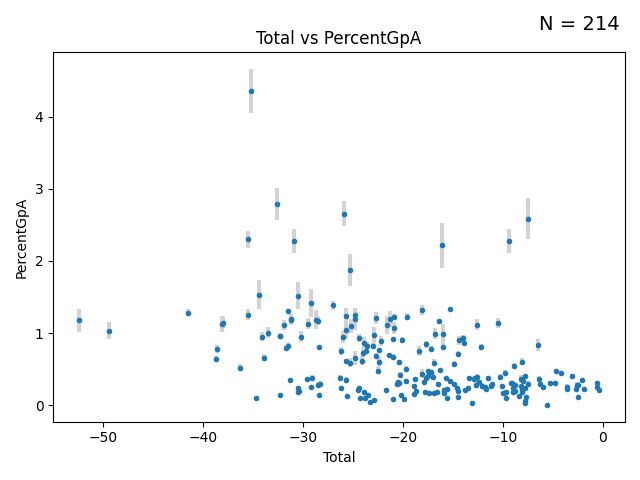 N = 214
Total vs PercentGpA
PercentGpA
4
3
2
1
0
−50
−40
−30
−20
−10
0
Total